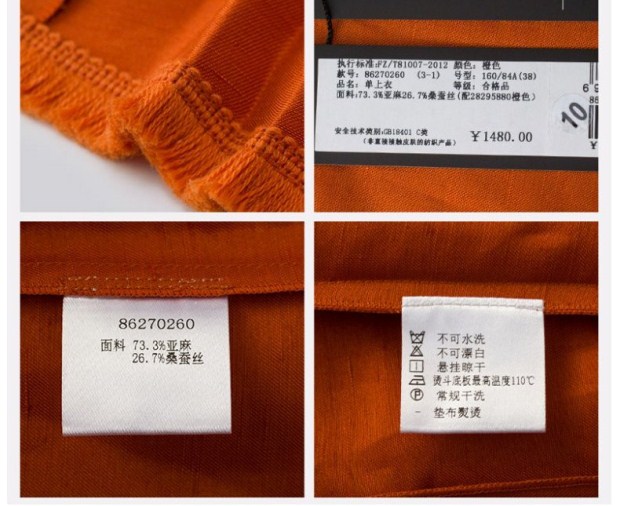 执行标准:FZ/T81007-2012 颜色: 橙色
款号: 86270260 (3-1) 号型: 160/84A(38)
品名: 单上衣 等级: 合格品
面料:73.3%亚麻26.7%桑蚕丝(配28295880橙色)
安全技术类别:GB18401 C类
(非直接接触皮肤的纺织产品)
¥1480.00
10
86270260
面料 73.3%亚麻
26.7%桑蚕丝
不可水洗
不可漂白
悬挂晾干
熨斗底板最高温度110℃
Ⓟ 常规干洗
- 垫布熨烫